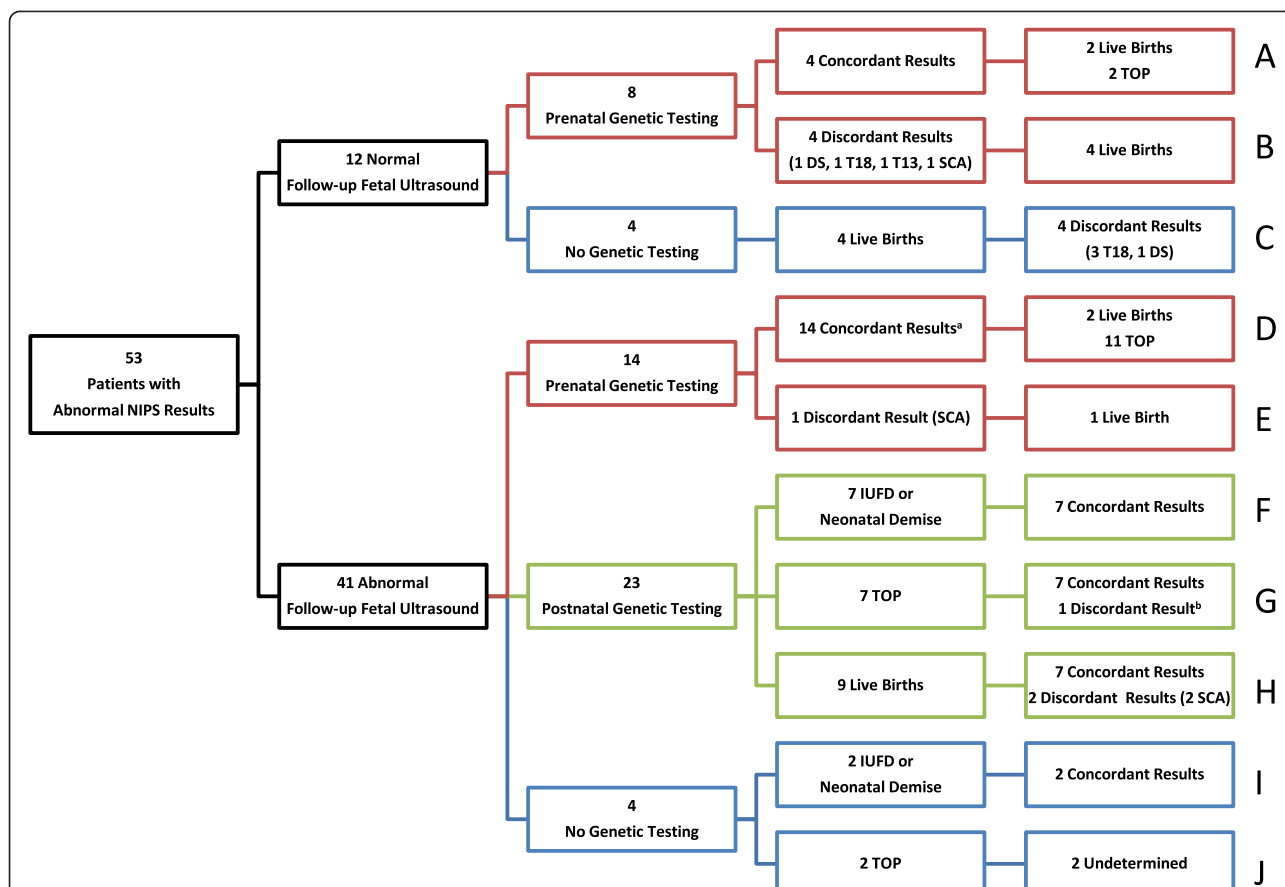 53
Patients with
Abnormal NIPS Results
12 Normal
Follow-up Fetal Ultrasound
8
Prenatal Genetic Testing
4 Concordant Results
2 Live Births
2 TOP
A
4 Discordant Results
(1 DS, 1 T18, 1 T13, 1 SCA)
4 Live Births
B
4
No Genetic Testing
4 Live Births
4 Discordant Results
(3 T18, 1 DS)
C
41 Abnormal
Follow-up Fetal Ultrasound
14
Prenatal Genetic Testing
14 Concordant Resultsᵃ
2 Live Births
11 TOP
D
1 Discordant Result (SCA)
1 Live Birth
E
23
Postnatal Genetic Testing
7 IUFD or
Neonatal Demise
7 Concordant Results
F
7 TOP
7 Concordant Results
1 Discordant Resultᵇ
G
9 Live Births
7 Concordant Results
2 Discordant Results (2 SCA)
H
4
No Genetic Testing
2 IUFD or
Neonatal Demise
2 Concordant Results
I
2 TOP
2 Undetermined
J